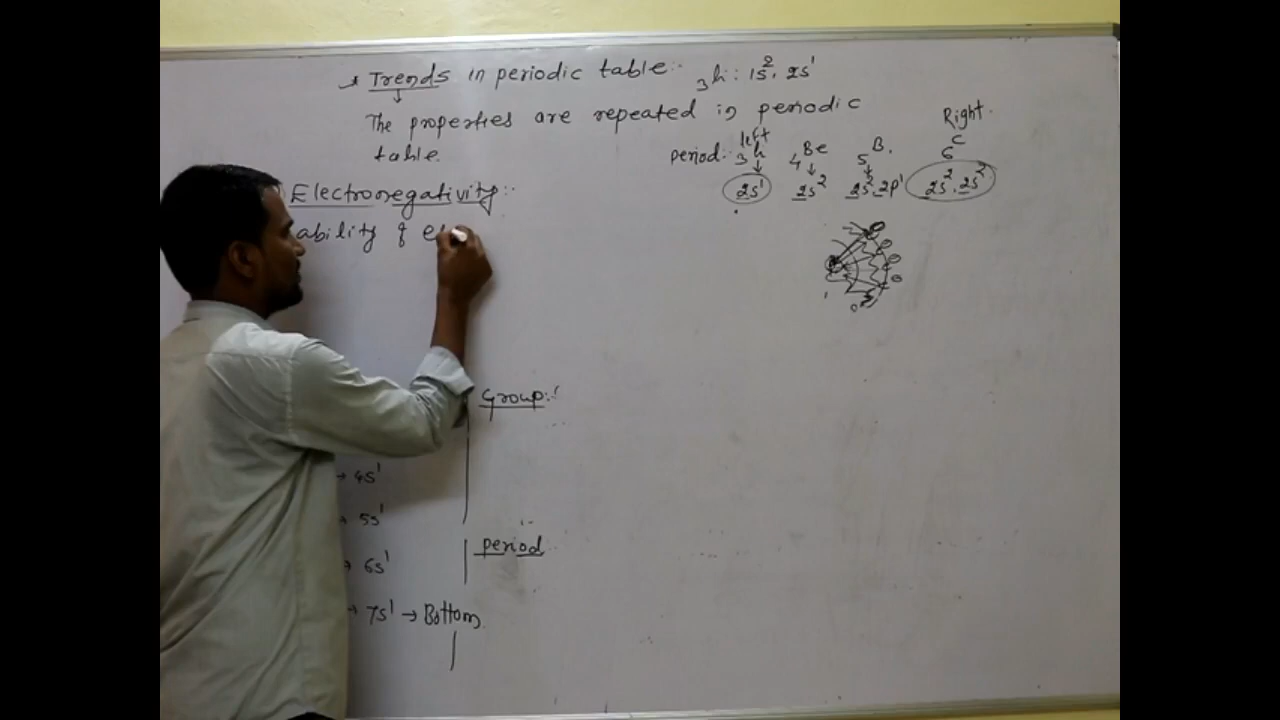 * Trends in periodic table:- ₃Li: 1s². 2s¹
The properties are repeated in periodic
table.
Right.
left
period:- ₃Li ₄Be ₅B. ₆C
2s¹ 2s² 2s².2p¹ 2s².2s²
Electronegativity:-
ability of
Group:-
→ 4s¹
→ 5s¹
period
→ 6s¹
→ 7s¹ → Bottom